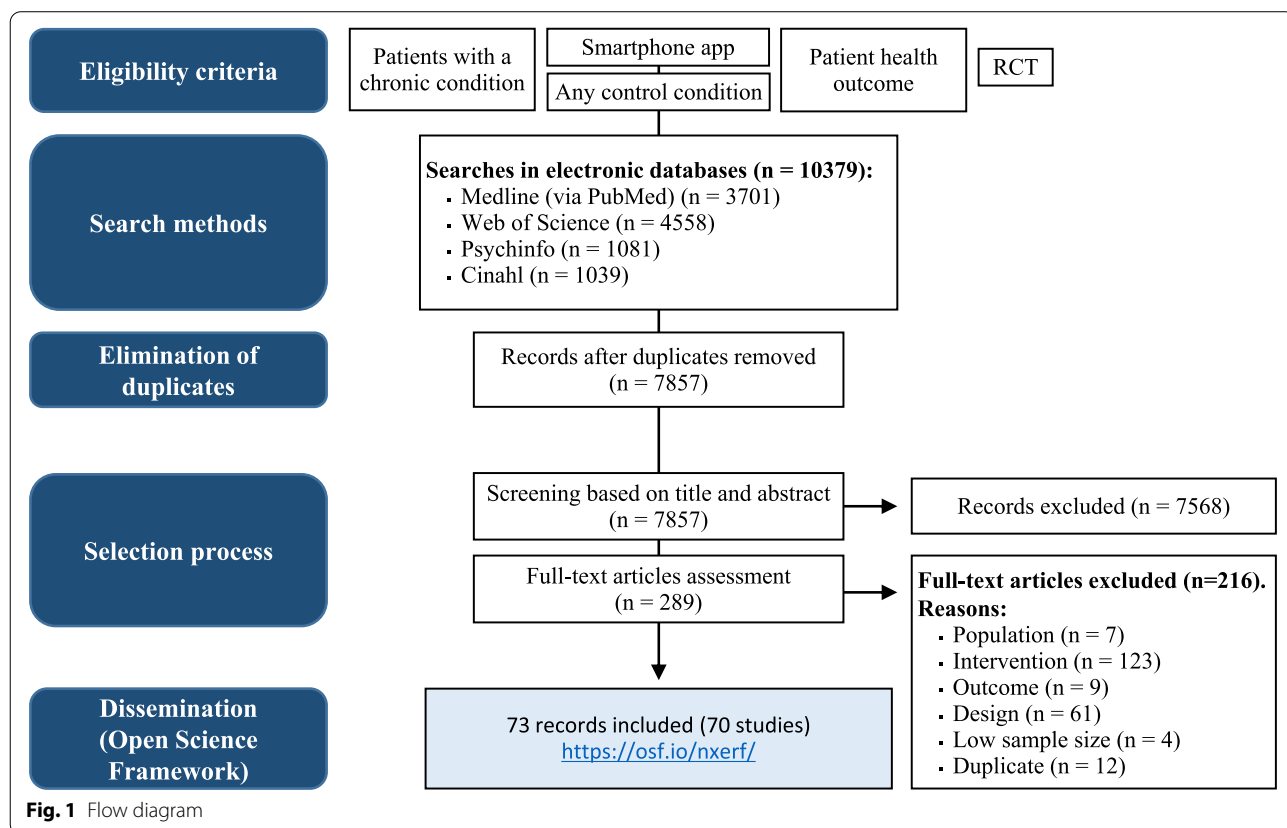 Eligibility criteria
Patients with a
chronic condition
Smartphone app
Any control condition
Patient health
outcome
RCT
Search methods
Searches in electronic databases (n = 10379):
▪ Medline (via PubMed) (n = 3701)
▪ Web of Science (n = 4558)
▪ Psychinfo (n = 1081)
▪ Cinahl (n = 1039)
Elimination of
duplicates
Records after duplicates removed
(n = 7857)
Selection process
Screening based on title and abstract
(n = 7857)
Records excluded (n = 7568)
Full-text articles assessment
(n = 289)
Full-text articles excluded (n=216).
Reasons:
▪ Population (n = 7)
▪ Intervention (n = 123)
▪ Outcome (n = 9)
▪ Design (n = 61)
▪ Low sample size (n = 4)
▪ Duplicate (n = 12)
Dissemination
(Open Science
Framework)
73 records included (70 studies)
https://osf.io/nxerf/
Fig. 1 Flow diagram